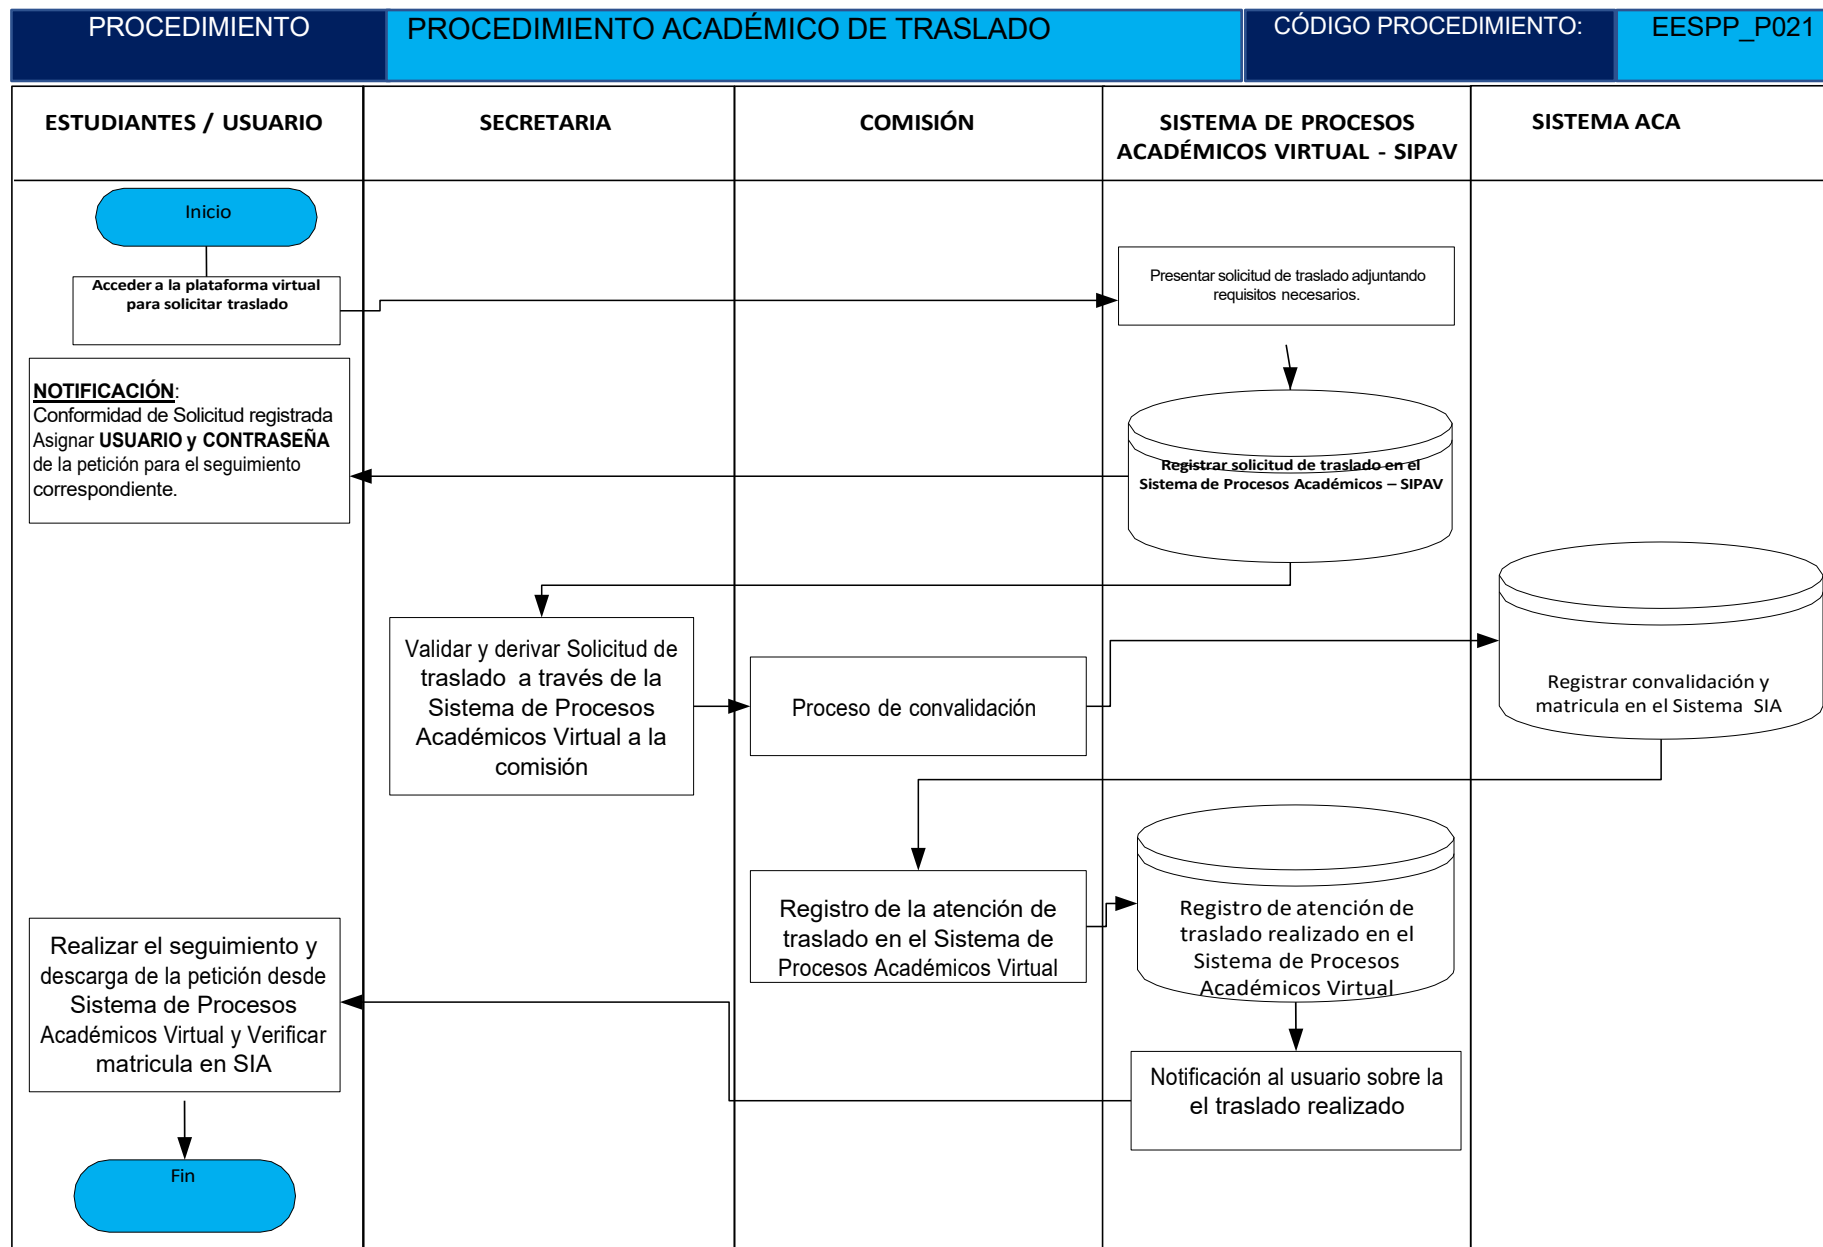 PROCEDIMIENTO
PROCEDIMIENTO ACADÉMICO DE TRASLADO
CÓDIGO PROCEDIMIENTO:
EESPP_P021
ESTUDIANTES / USUARIO
SECRETARIA
COMISIÓN
SISTEMA DE PROCESOS
ACADÉMICOS VIRTUAL - SIPAV
SISTEMA ACA
Inicio
Acceder a la plataforma virtual
para solicitar traslado
Presentar solicitud de traslado adjuntando
requisitos necesarios.
NOTIFICACIÓN:
Conformidad de Solicitud registrada
Asignar USUARIO y CONTRASEÑA
de la petición para el seguimiento
correspondiente.
Registrar solicitud de traslado en el
Sistema de Procesos Académicos – SIPAV
Validar y derivar Solicitud de
traslado a través de la
Sistema de Procesos
Académicos Virtual a la
comisión
Proceso de convalidación
Registrar convalidación y
matricula en el Sistema SIA
Registro de la atención de
traslado en el Sistema de
Procesos Académicos Virtual
Registro de atención de
traslado realizado en el
Sistema de Procesos
Académicos Virtual
Realizar el seguimiento y
descarga de la petición desde
Sistema de Procesos
Académicos Virtual y Verificar
matricula en SIA
Notificación al usuario sobre la
el traslado realizado
Fin